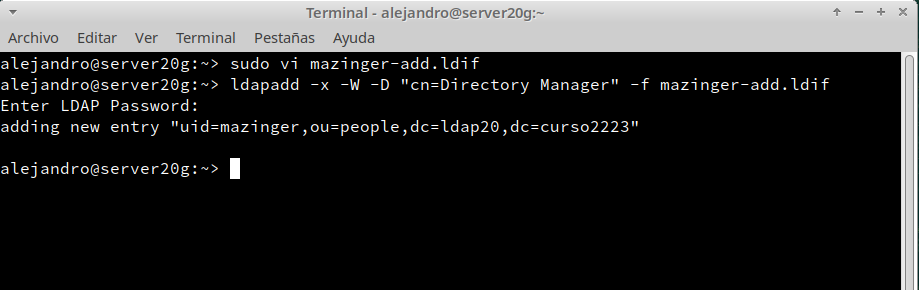 Terminal - alejandro@server20g:~
Archivo Editar Ver Terminal Pestañas Ayuda
alejandro@server20g:~> sudo vi mazinger-add.ldif
alejandro@server20g:~> ldapadd -x -W -D "cn=Directory Manager" -f mazinger-add.ldif
Enter LDAP Password:
adding new entry "uid=mazinger,ou=people,dc=ldap20,dc=curso2223"
alejandro@server20g:~>